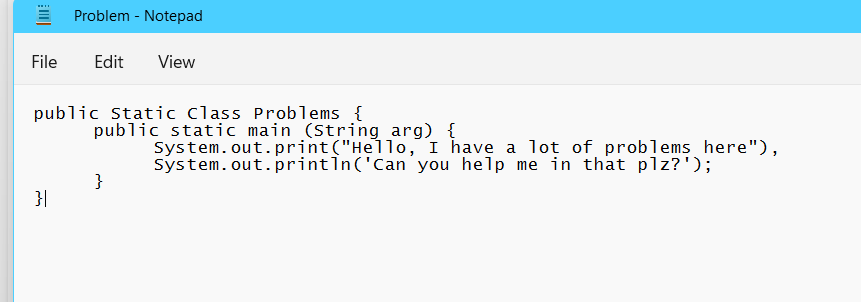 Problem - Notepad
File Edit View
public Static Class Problems {
public static main (String arg) {
System.out.print("Hello, I have a lot of problems here"),
System.out.println('Can you help me in that plz?');
}
}